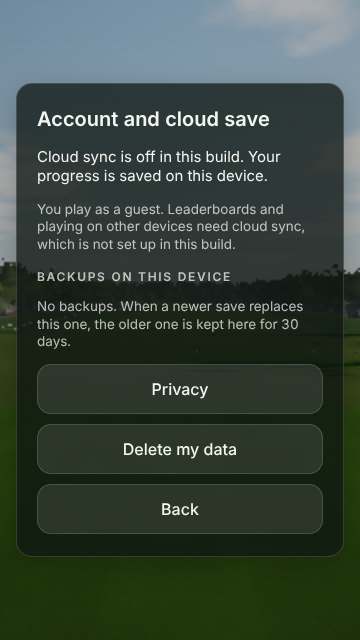 Account and cloud save
Cloud sync is off in this build. Your
progress is saved on this device.
You play as a guest. Leaderboards and
playing on other devices need cloud sync,
which is not set up in this build.
BACKUPS ON THIS DEVICE
No backups. When a newer save replaces
this one, the older one is kept here for 30
days.
Privacy
Delete my data
Back